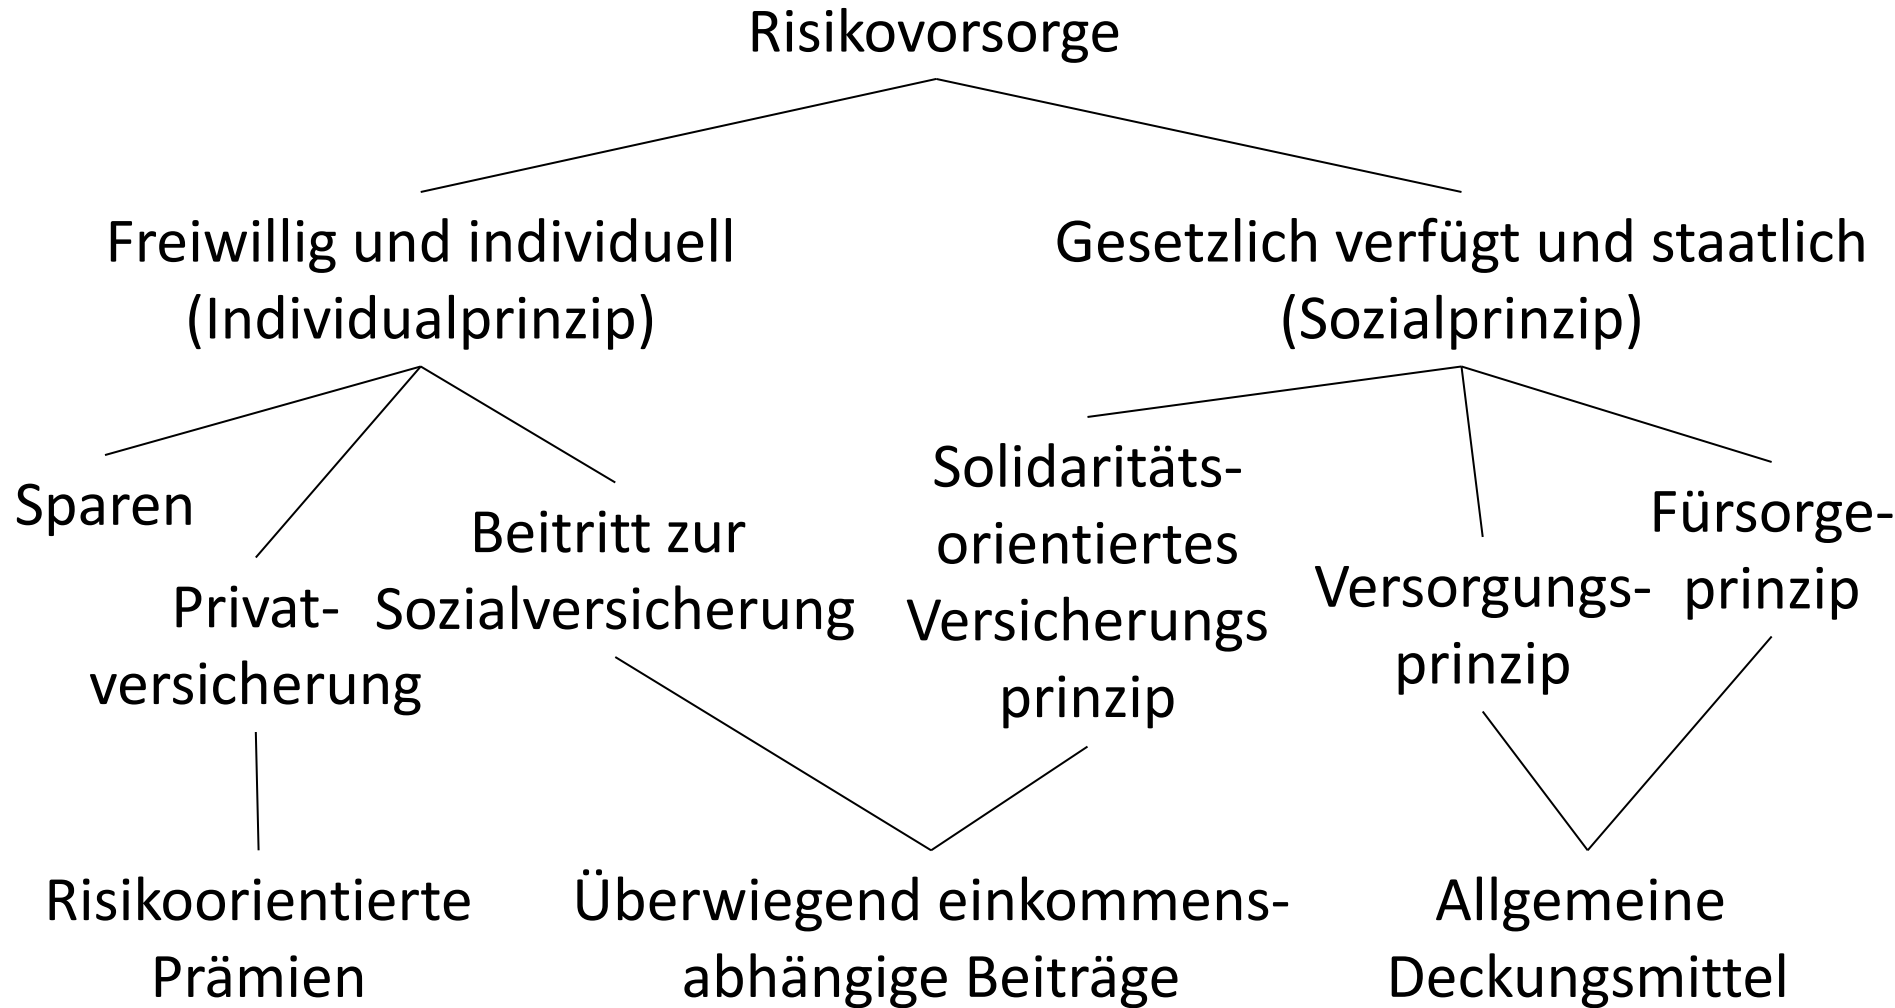 Risikovorsorge
Freiwillig und individuell
(Individualprinzip)
Gesetzlich verfügt und staatlich
(Sozialprinzip)
Sparen
Privat-
versicherung
Beitritt zur
Sozialversicherung
Solidaritäts-
orientiertes
Versicherungs
prinzip
Versorgungs-
prinzip
Fürsorge-
prinzip
Risikoorientierte
Prämien
Überwiegend einkommens-
abhängige Beiträge
Allgemeine
Deckungsmittel